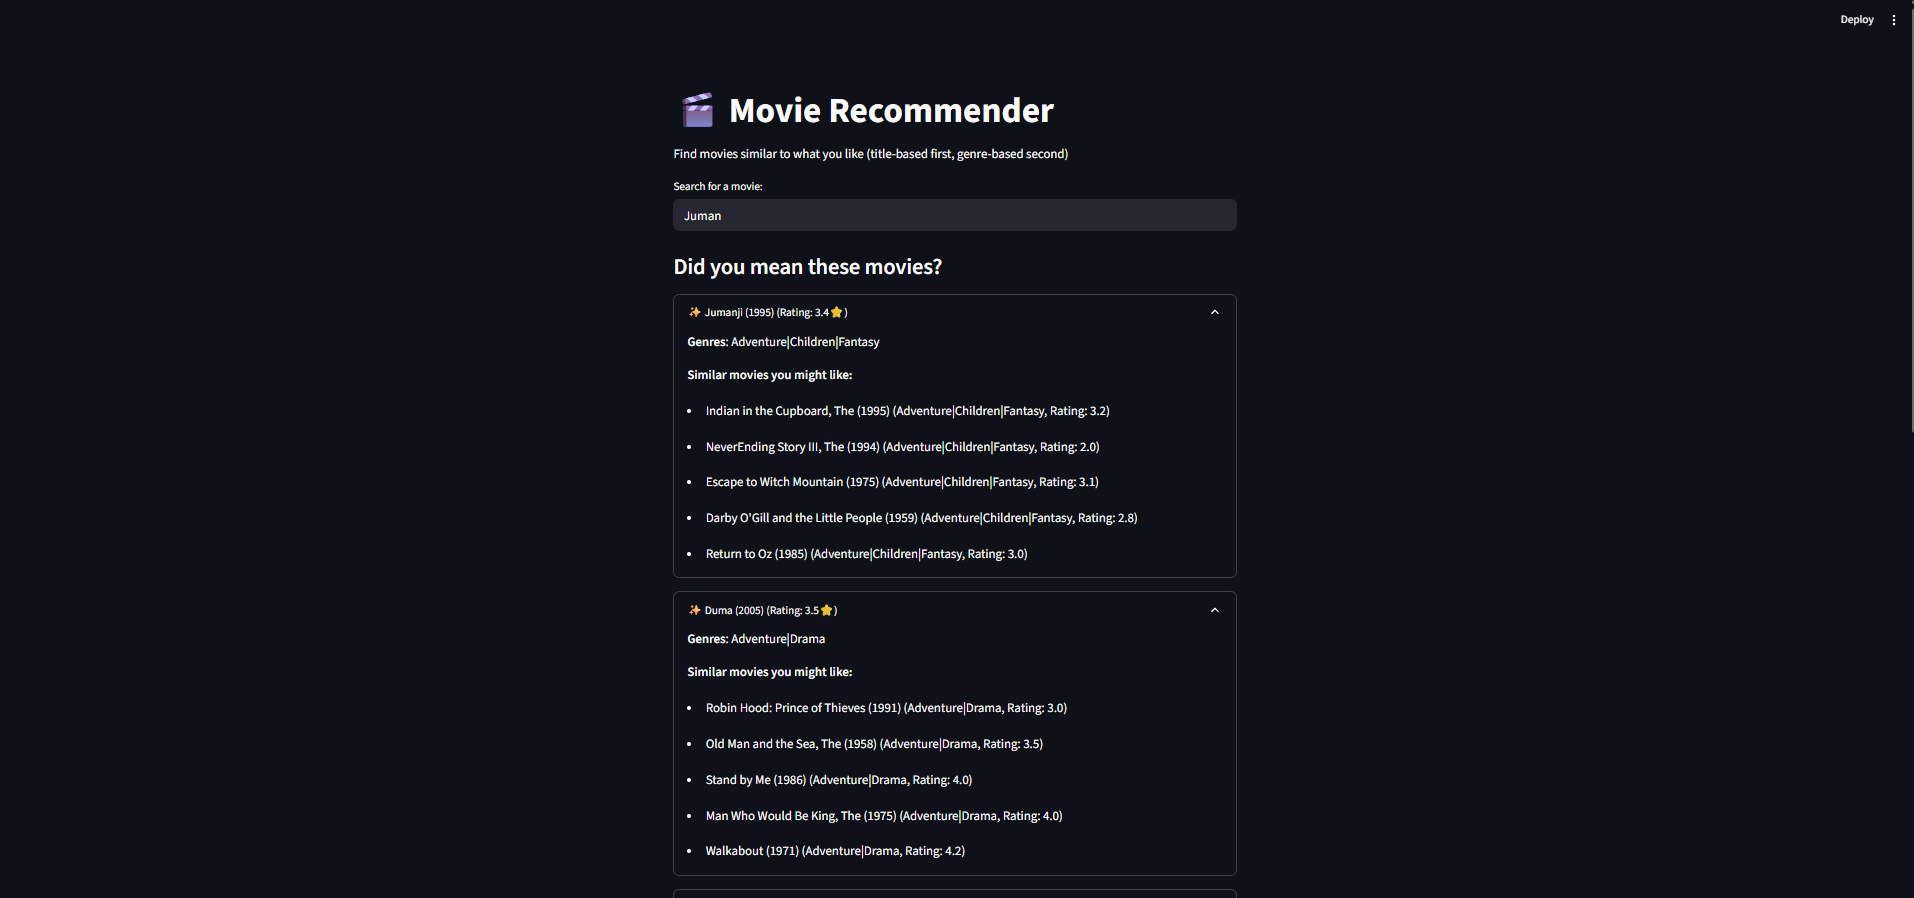 Deploy
Movie Recommender
Find movies similar to what you like (title-based first, genre-based second)
Search for a movie:
Juman
Did you mean these movies?
✨ Jumanji (1995) (Rating: 3.4⭐)
Genres: Adventure|Children|Fantasy
Similar movies you might like:
• Indian in the Cupboard, The (1995) (Adventure|Children|Fantasy, Rating: 3.2)
• NeverEnding Story III, The (1994) (Adventure|Children|Fantasy, Rating: 2.0)
• Escape to Witch Mountain (1975) (Adventure|Children|Fantasy, Rating: 3.1)
• Darby O'Gill and the Little People (1959) (Adventure|Children|Fantasy, Rating: 2.8)
• Return to Oz (1985) (Adventure|Children|Fantasy, Rating: 3.0)
✨ Duma (2005) (Rating: 3.5⭐)
Genres: Adventure|Drama
Similar movies you might like:
• Robin Hood: Prince of Thieves (1991) (Adventure|Drama, Rating: 3.0)
• Old Man and the Sea, The (1958) (Adventure|Drama, Rating: 3.5)
• Stand by Me (1986) (Adventure|Drama, Rating: 4.0)
• Man Who Would Be King, The (1975) (Adventure|Drama, Rating: 4.0)
• Walkabout (1971) (Adventure|Drama, Rating: 4.2)